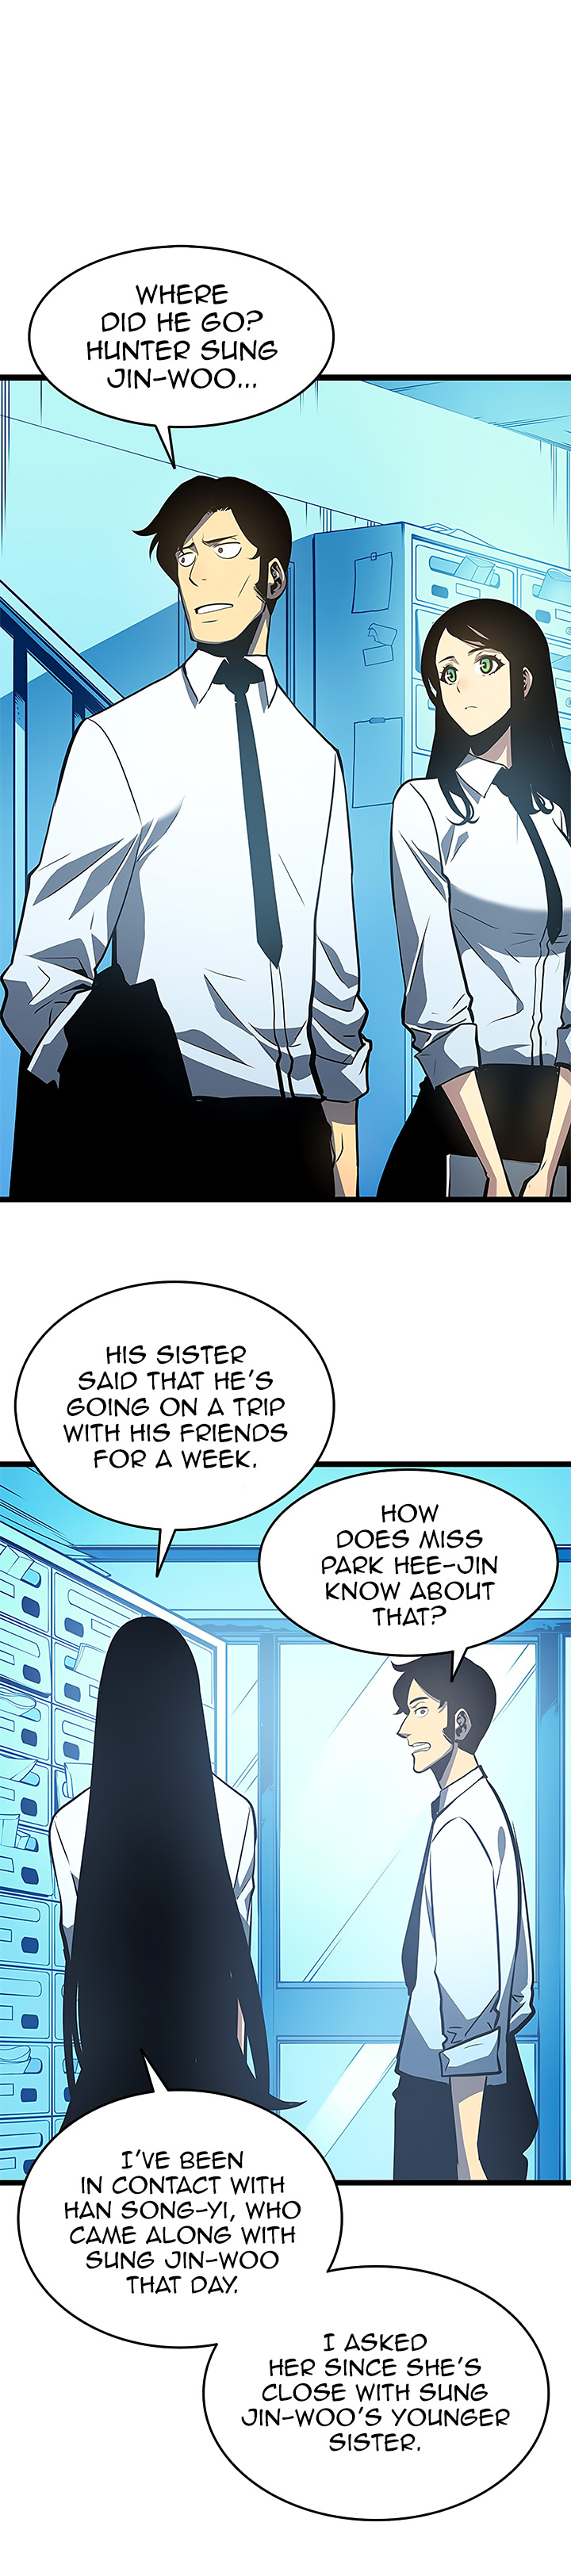 WHERE
DID HE GO?
HUNTER SUNG
JIN-WOO...
HIS SISTER
SAID THAT HE'S
GOING ON A TRIP
WITH HIS FRIENDS
FOR A WEEK.
HOW
DOES MISS
PARK HEE-JIN
KNOW ABOUT
THAT?
I'VE BEEN
IN CONTACT WITH
HAN SONG-YI, WHO
CAME ALONG WITH
SUNG JIN-WOO
THAT DAY.
I ASKED
HER SINCE SHE'S
CLOSE WITH SUNG
JIN-WOO'S YOUNGER
SISTER.